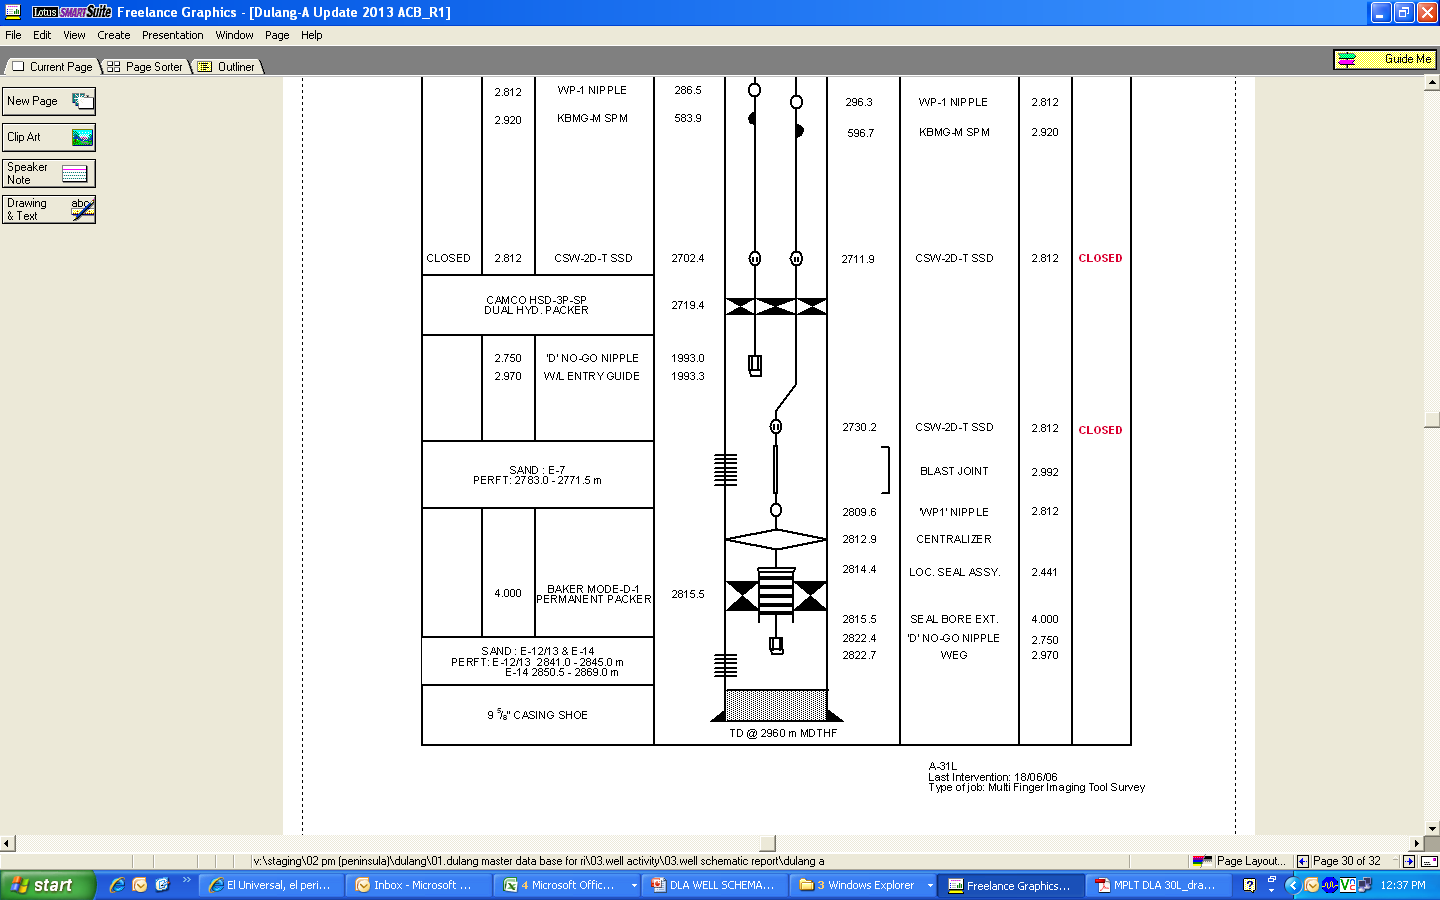 Lotus SMARTSuite Freelance Graphics - [Dulang-A Update 2013 ACB_R1]
File Edit View Create Presentation Window Page Help
Current Page Page Sorter Outliner Guide Me
New Page
Clip Art
Speaker
Note
Drawing
& Text
abc
2.812 WP-1 NIPPLE 286.5
296.3 WP-1 NIPPLE 2.812
2.920 KBMG-M SPM 583.9
596.7 KBMG-M SPM 2.920
CLOSED 2.812 CSW-2D-T SSD 2702.4 2711.9 CSW-2D-T SSD 2.812 CLOSED
CAMCO HSD-3P-SP
DUAL HYD. PACKER
2719.4
2.750 'D' NO-GO NIPPLE 1993.0
2.970 W/L ENTRY GUIDE 1993.3
2730.2 CSW-2D-T SSD 2.812 CLOSED
SAND : E-7
PERFT: 2783.0 - 2771.5 m
BLAST JOINT 2.992
2809.6 'WP1' NIPPLE 2.812
2812.9 CENTRALIZER
2814.4 LOC. SEAL ASSY. 2.441
4.000 BAKER MODE-D-1
PERMANENT PACKER
2815.5
2815.5 SEAL BORE EXT. 4.000
2822.4 'D' NO-GO NIPPLE 2.750
2822.7 WEG 2.970
SAND : E-12/13 & E-14
PERFT: E-12/13 2841.0 - 2845.0 m
E-14 2850.5 - 2869.0 m
9 5/8" CASING SHOE
TD @ 2960 m MDTHF
A-31L
Last Intervention: 18/06/06
Type of job: Multi Finger Imaging Tool Survey
v:\staging\02 pm (peninsula)\dulang\01.dulang master data base for ri\03.well activity\03.well schematic report\dulang a
Page Layout... Page 30 of 32
start El Universal, el peri... Inbox - Microsoft ... 4 Microsoft Offic... DLA WELL SCHEMA... 3 Windows Explorer Freelance Graphics... MPLT DLA 30L_dra... 12:37 PM